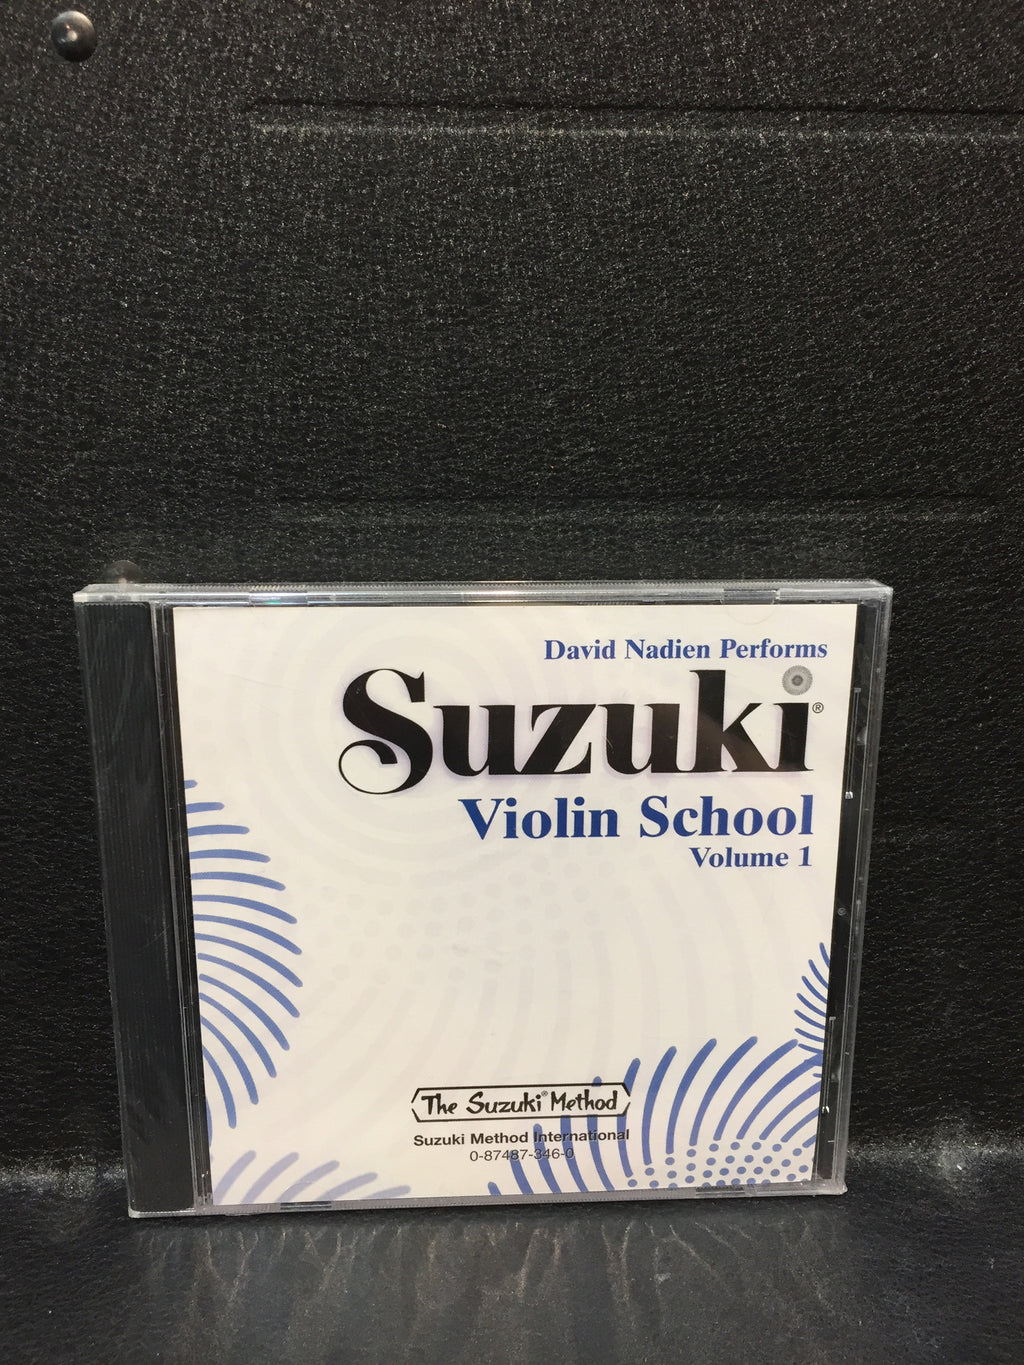 David Nadien Performs
Suzuki®
Violin School
Volume 1
The Suzuki® Method
Suzuki Method International
0-87487-346-0